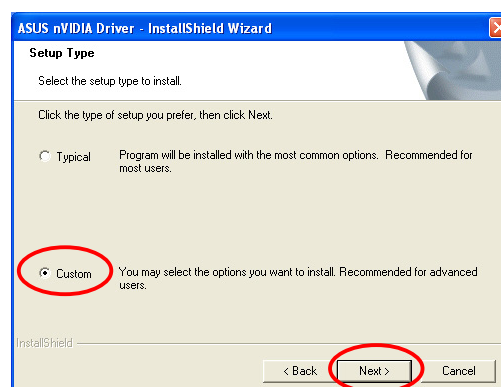 ASUS nVIDIA Driver - InstallShield Wizard
Setup Type
Select the setup type to install.
Click the type of setup you prefer, then click Next.
Typical
Program will be installed with the most common options. Recommended for
most users.
Custom
You may select the options you want to install. Recommended for advanced
users.
InstallShield
< Back
Next >
Cancel